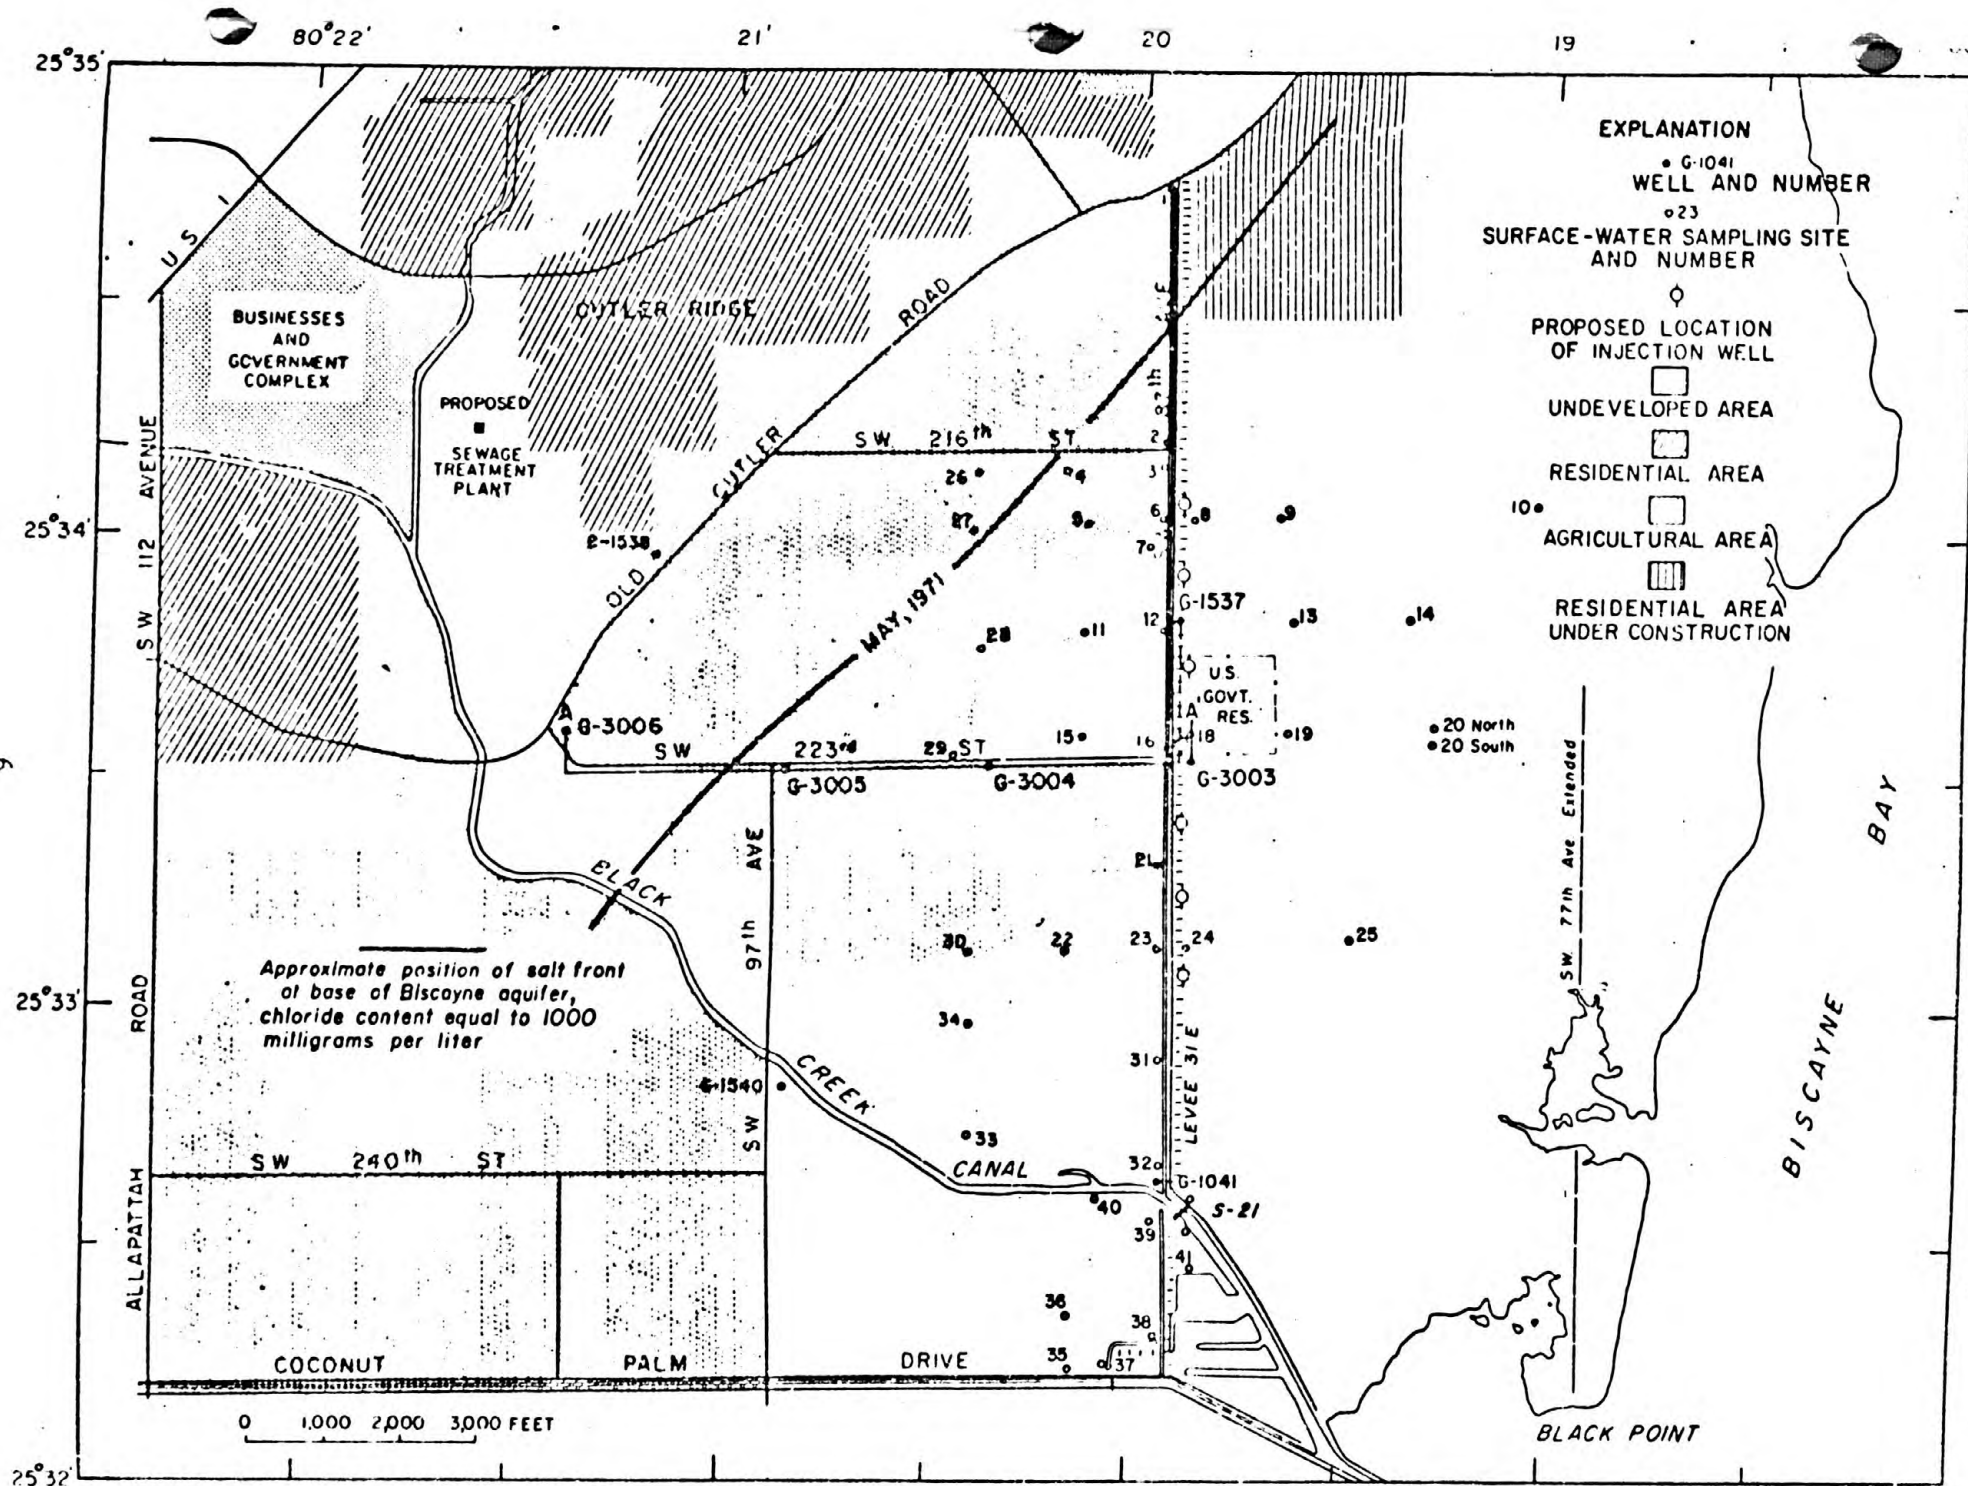 80°22'
21'
20
19
25°35'
25°34'
25°33'
25°32'
EXPLANATION
G-1041
WELL AND NUMBER
23
SURFACE-WATER SAMPLING SITE
AND NUMBER
PROPOSED LOCATION
OF INJECTION WELL
UNDEVELOPED AREA
RESIDENTIAL AREA
AGRICULTURAL AREA
RESIDENTIAL AREA
UNDER CONSTRUCTION
U S 1
BUSINESSES
AND
GOVERNMENT
COMPLEX
CUTLER RIDGE
PROPOSED
SEWAGE
TREATMENT
PLANT
OLD CUTLER ROAD
SW 112 AVENUE
SW 216th ST
26
4
27
5
6
8
9
10
7
MAY, 1971
G-1537
28
11
12
13
14
U.S.
GOVT.
RES.
A
A
G-3006
SW 223rd ST
29
15
16
18
19
20 North
20 South
G-3005
G-3004
G-3003
SW 97th AVE
BLACK CREEK CANAL
21
30
22
23
24
25
34
31
33
32
LEVEE 31E
SW. 77th Ave Extended
BISCAYNE BAY
Approximate position of salt front
at base of Biscayne aquifer,
chloride content equal to 1000
milligrams per liter
ALLAPATTAH ROAD
G-1540
SW 240th ST
G-1041
S-21
40
39
41
36
38
35
37
COCONUT PALM DRIVE
0 1,000 2,000 3,000 FEET
BLACK POINT